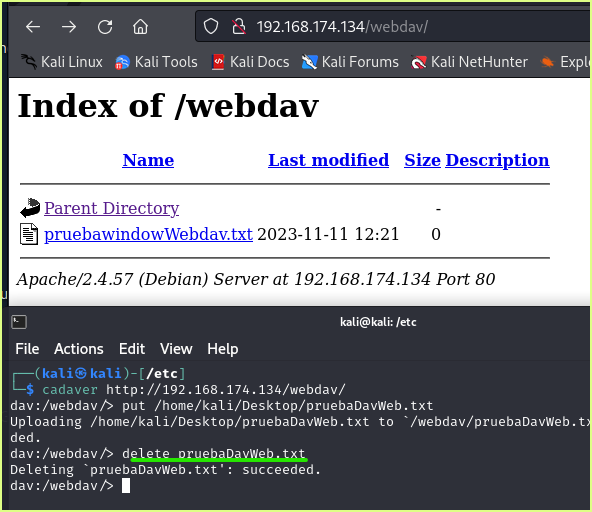 192.168.174.134/webdav/
Kali Linux Kali Tools Kali Docs Kali Forums Kali NetHunter Explo
Index of /webdav
Name Last modified Size Description
Parent Directory -
pruebawindowWebdav.txt 2023-11-11 12:21 0
Apache/2.4.57 (Debian) Server at 192.168.174.134 Port 80
kali@kali: /etc
File Actions Edit View Help
┌──(kali㉿kali)-[/etc]
└─$ cadaver http://192.168.174.134/webdav/
dav:/webdav/> put /home/kali/Desktop/pruebaDavWeb.txt
Uploading /home/kali/Desktop/pruebaDavWeb.txt to `/webdav/pruebaDavWeb.tx
ded.
dav:/webdav/> delete pruebaDavWeb.txt
Deleting `pruebaDavWeb.txt': succeeded.
dav:/webdav/>